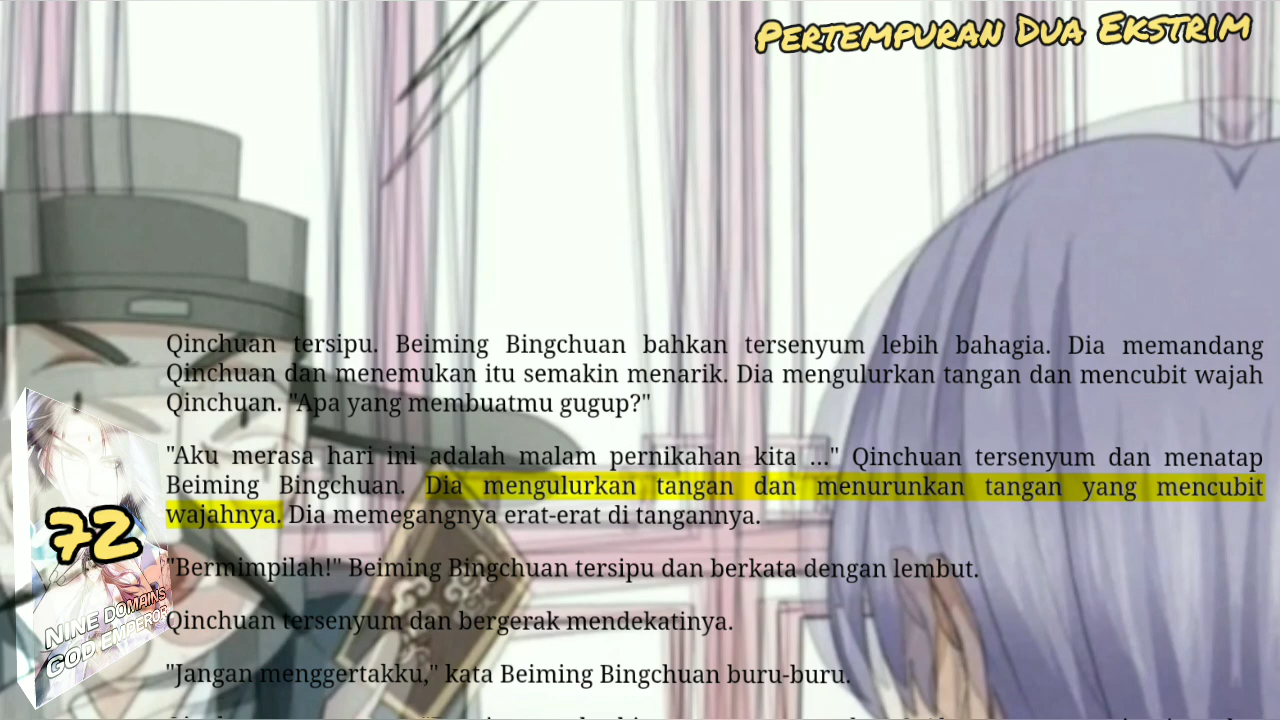 Pertempuran Dua Ekstrim
Qinchuan tersipu. Beiming Bingchuan bahkan tersenyum lebih bahagia. Dia memandang
Qinchuan dan menemukan itu semakin menarik. Dia mengulurkan tangan dan mencubit wajah
Qinchuan. "Apa yang membuatmu gugup?"
"Aku merasa hari ini adalah malam pernikahan kita ..." Qinchuan tersenyum dan menatap
Beiming Bingchuan. Dia mengulurkan tangan dan menurunkan tangan yang mencubit
wajahnya. Dia memegangnya erat-erat di tangannya.
"Bermimpilah!" Beiming Bingchuan tersipu dan berkata dengan lembut.
Qinchuan tersenyum dan bergerak mendekatinya.
"Jangan menggertakku," kata Beiming Bingchuan buru-buru.
72
NINE DOMAINS
GOD EMPEROR